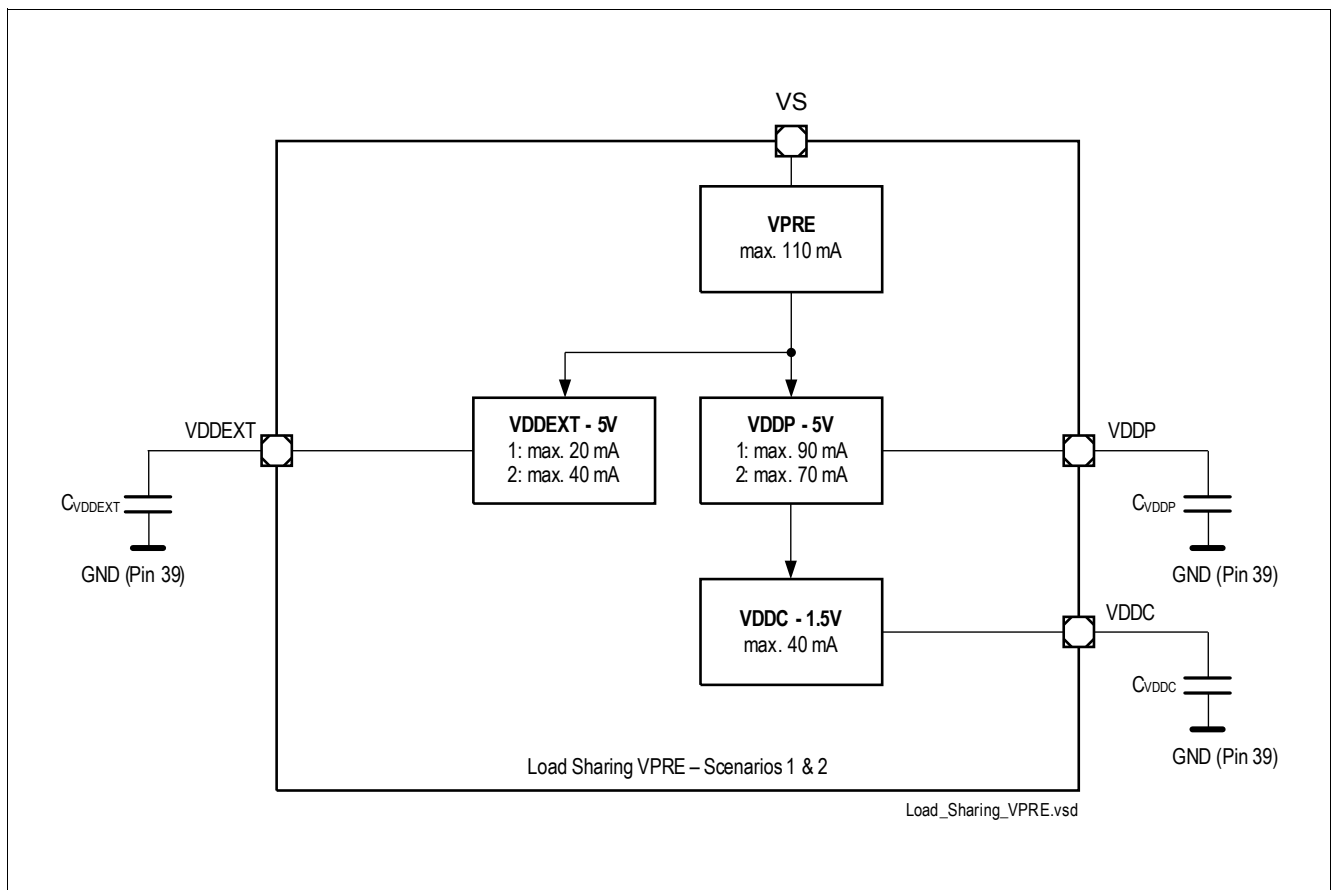 VS
VPRE
max. 110 mA
VDDEXT
VDDEXT - 5V
1: max. 20 mA
2: max. 40 mA
VDDP - 5V
1: max. 90 mA
2: max. 70 mA
VDDP
CVDDEXT
GND (Pin 39)
CVDDP
GND (Pin 39)
VDDC - 1.5V
max. 40 mA
VDDC
CVDDC
GND (Pin 39)
Load Sharing VPRE – Scenarios 1 & 2
Load_Sharing_VPRE.vsd